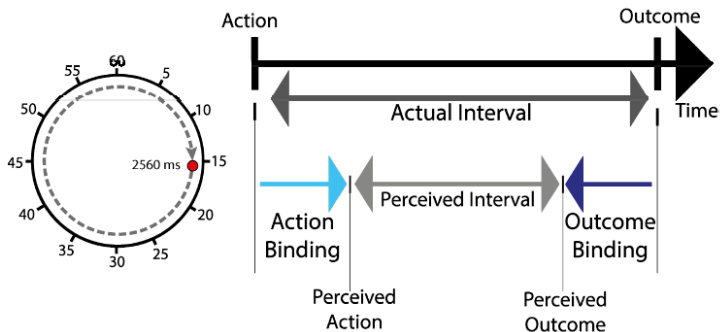 Action
Outcome
60
55
5
50
10
45
2560 ms
15
40
20
35
25
30
Actual Interval
Time
Perceived Interval
Action
Binding
Outcome
Binding
Perceived
Action
Perceived
Outcome